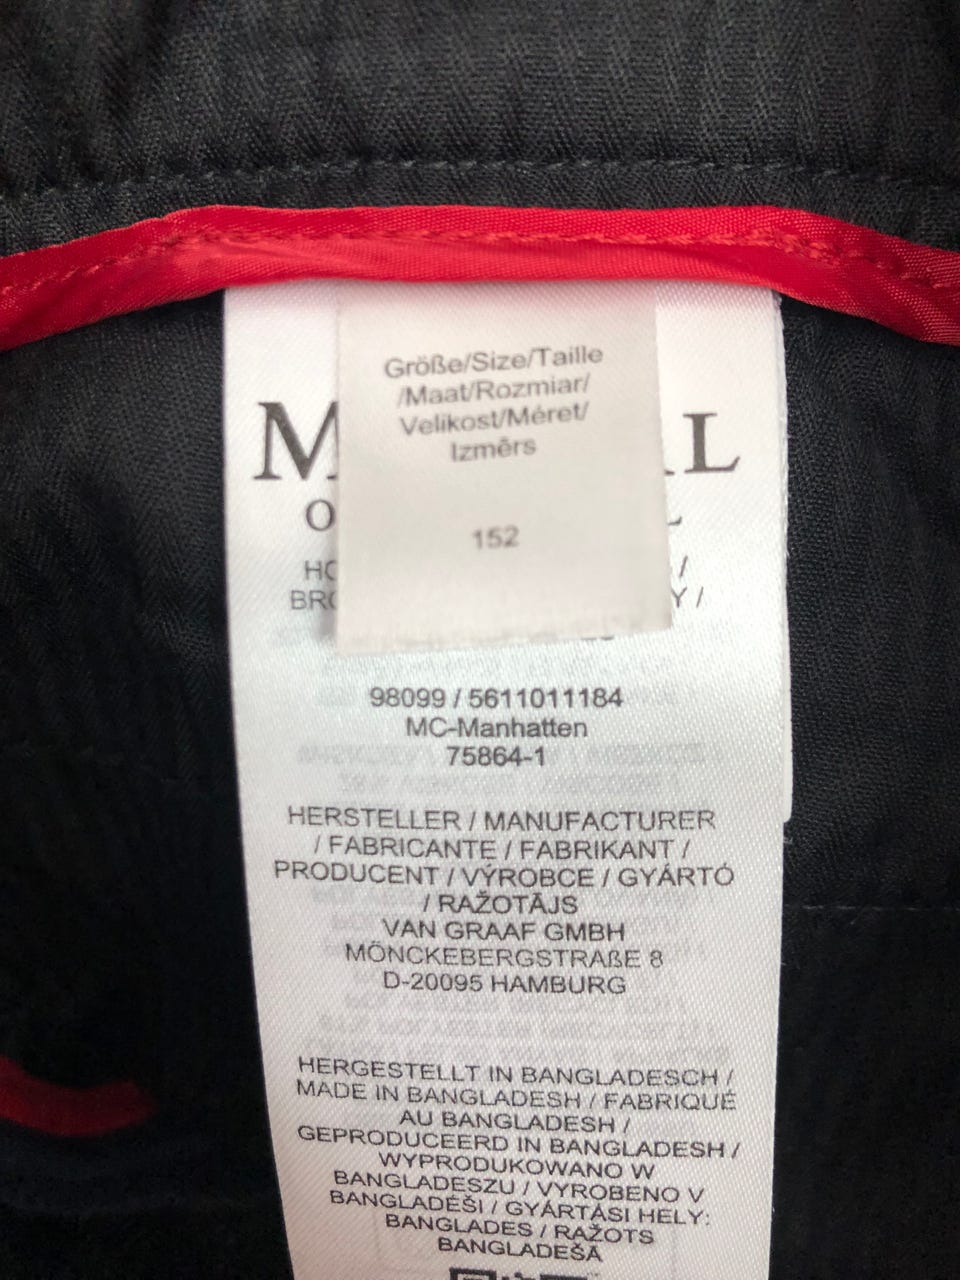 Größe/Size/Taille
/Maat/Rozmiar/
Velikost/Méret/
Izmērs
152
98099 / 5611011184
MC-Manhatten
75864-1
HERSTELLER / MANUFACTURER
/ FABRICANTE / FABRIKANT /
PRODUCENT / VÝROBCE / GYÁRTÓ
/ RAŽOTĀJS
VAN GRAAF GMBH
MÖNCKEBERGSTRAßE 8
D-20095 HAMBURG
HERGESTELLT IN BANGLADESCH /
MADE IN BANGLADESH / FABRIQUÉ
AU BANGLADESH /
GEPRODUCEERD IN BANGLADESH /
WYPRODUKOWANO W
BANGLADESZU / VYROBENO V
BANGLADÉŠI / GYÁRTÁSI HELY:
BANGLADES / RAŽOTS
BANGLADEŠĀ